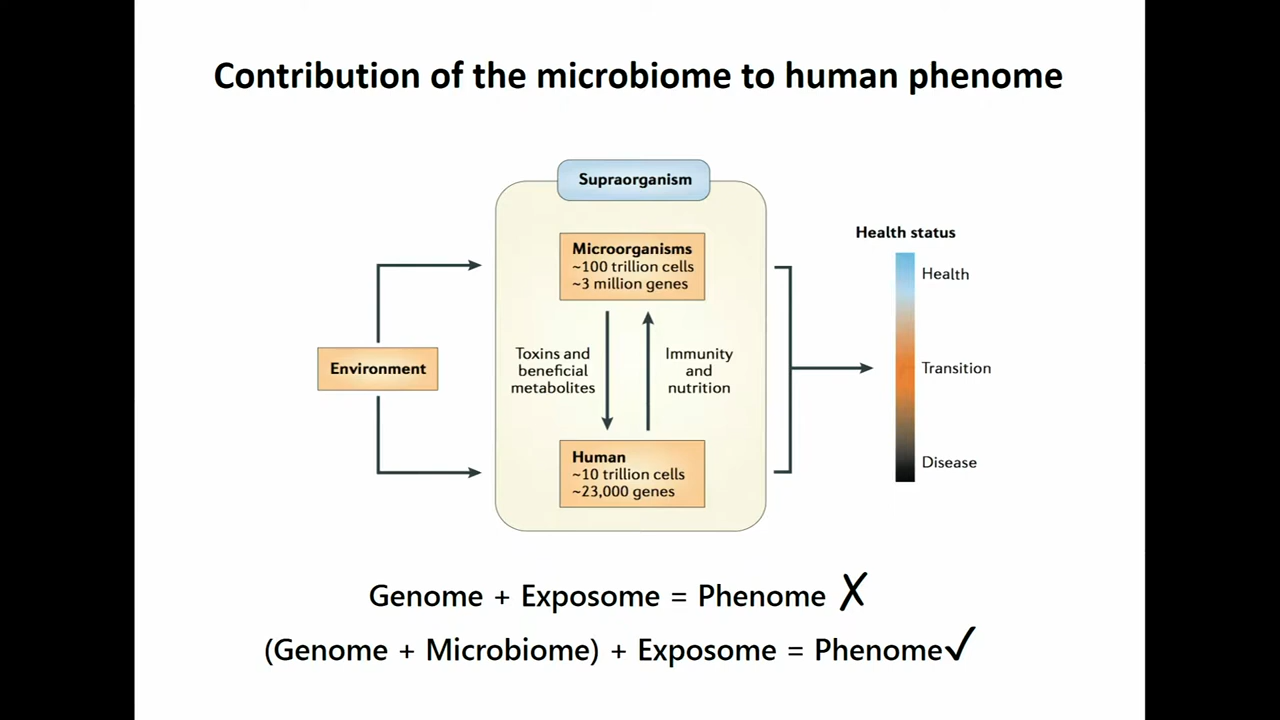 Contribution of the microbiome to human phenome
Supraorganism
Microorganisms
~100 trillion cells
~3 million genes
Toxins and
beneficial
metabolites
Immunity
and
nutrition
Human
~10 trillion cells
~23,000 genes
Environment
Health status
Health
Transition
Disease
Genome + Exposome = Phenome ✗
(Genome + Microbiome) + Exposome = Phenome✓